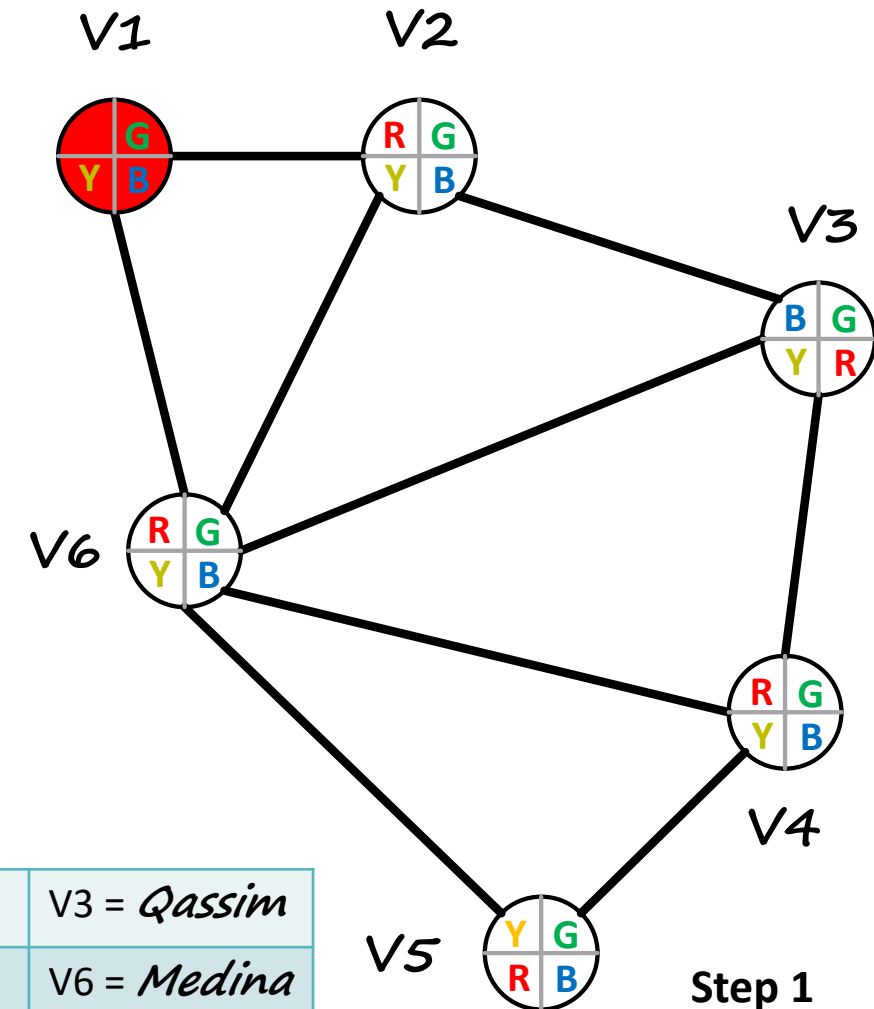 V1 V2
G R G
Y B Y B
V3
B G
Y R
R G
V6
Y B
R G
Y B
V4
V3 = Qassim
Y G
V5
R B
V6 = Medina
Step 1